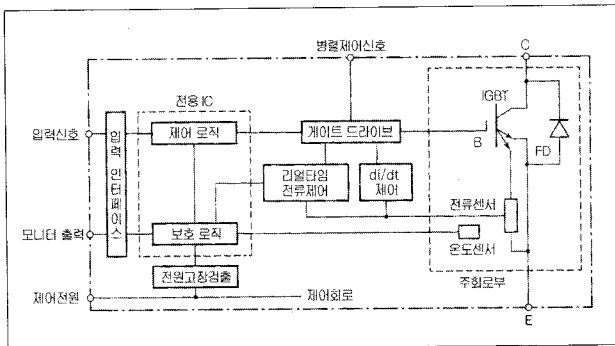 병렬제어신호
C
전용 IC
IGBT
입력신호
입력 인터페이스
제어 로직
게이트 드라이브
B
FD
리얼타임
전류제어
di/dt
제어
전류센서
모니터 출력
보호 로직
온도센서
전원고장검출
주회로부
제어전원
제어회로
E